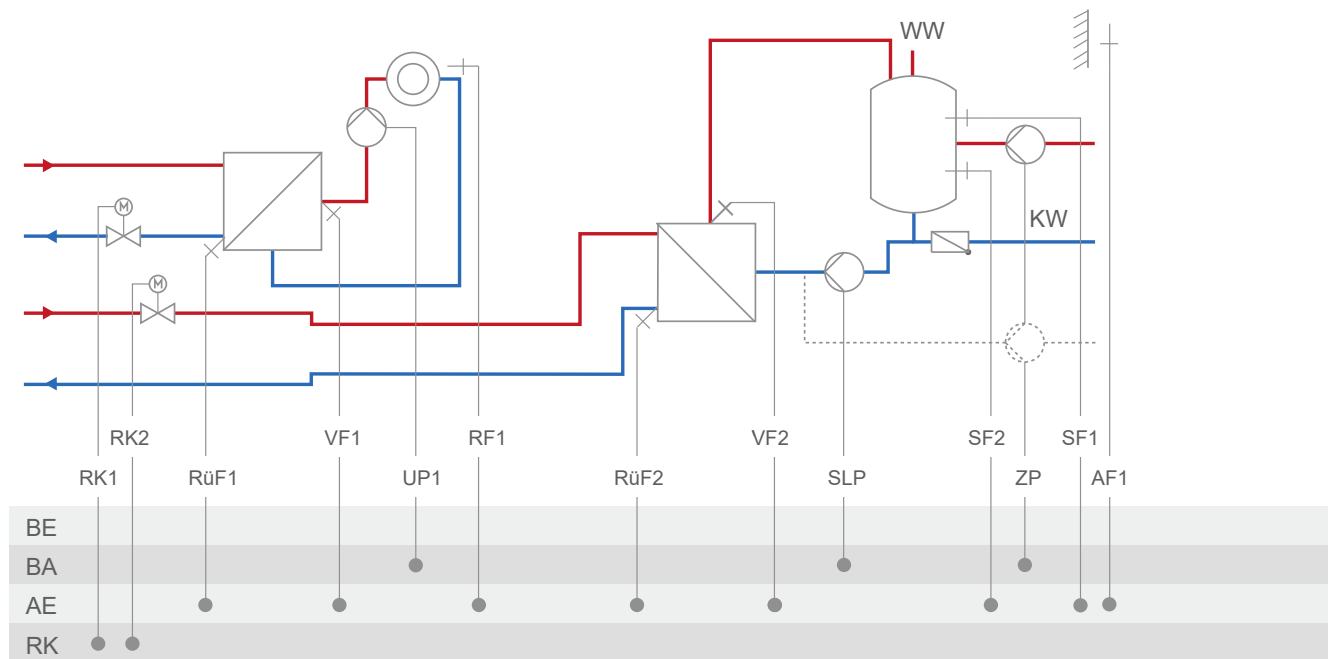 WW
KW
M
M
RK2 VF1 RF1 VF2 SF2 SF1
RK1 RüF1 UP1 RüF2 SLP ZP AF1
BE
BA
AE
RK